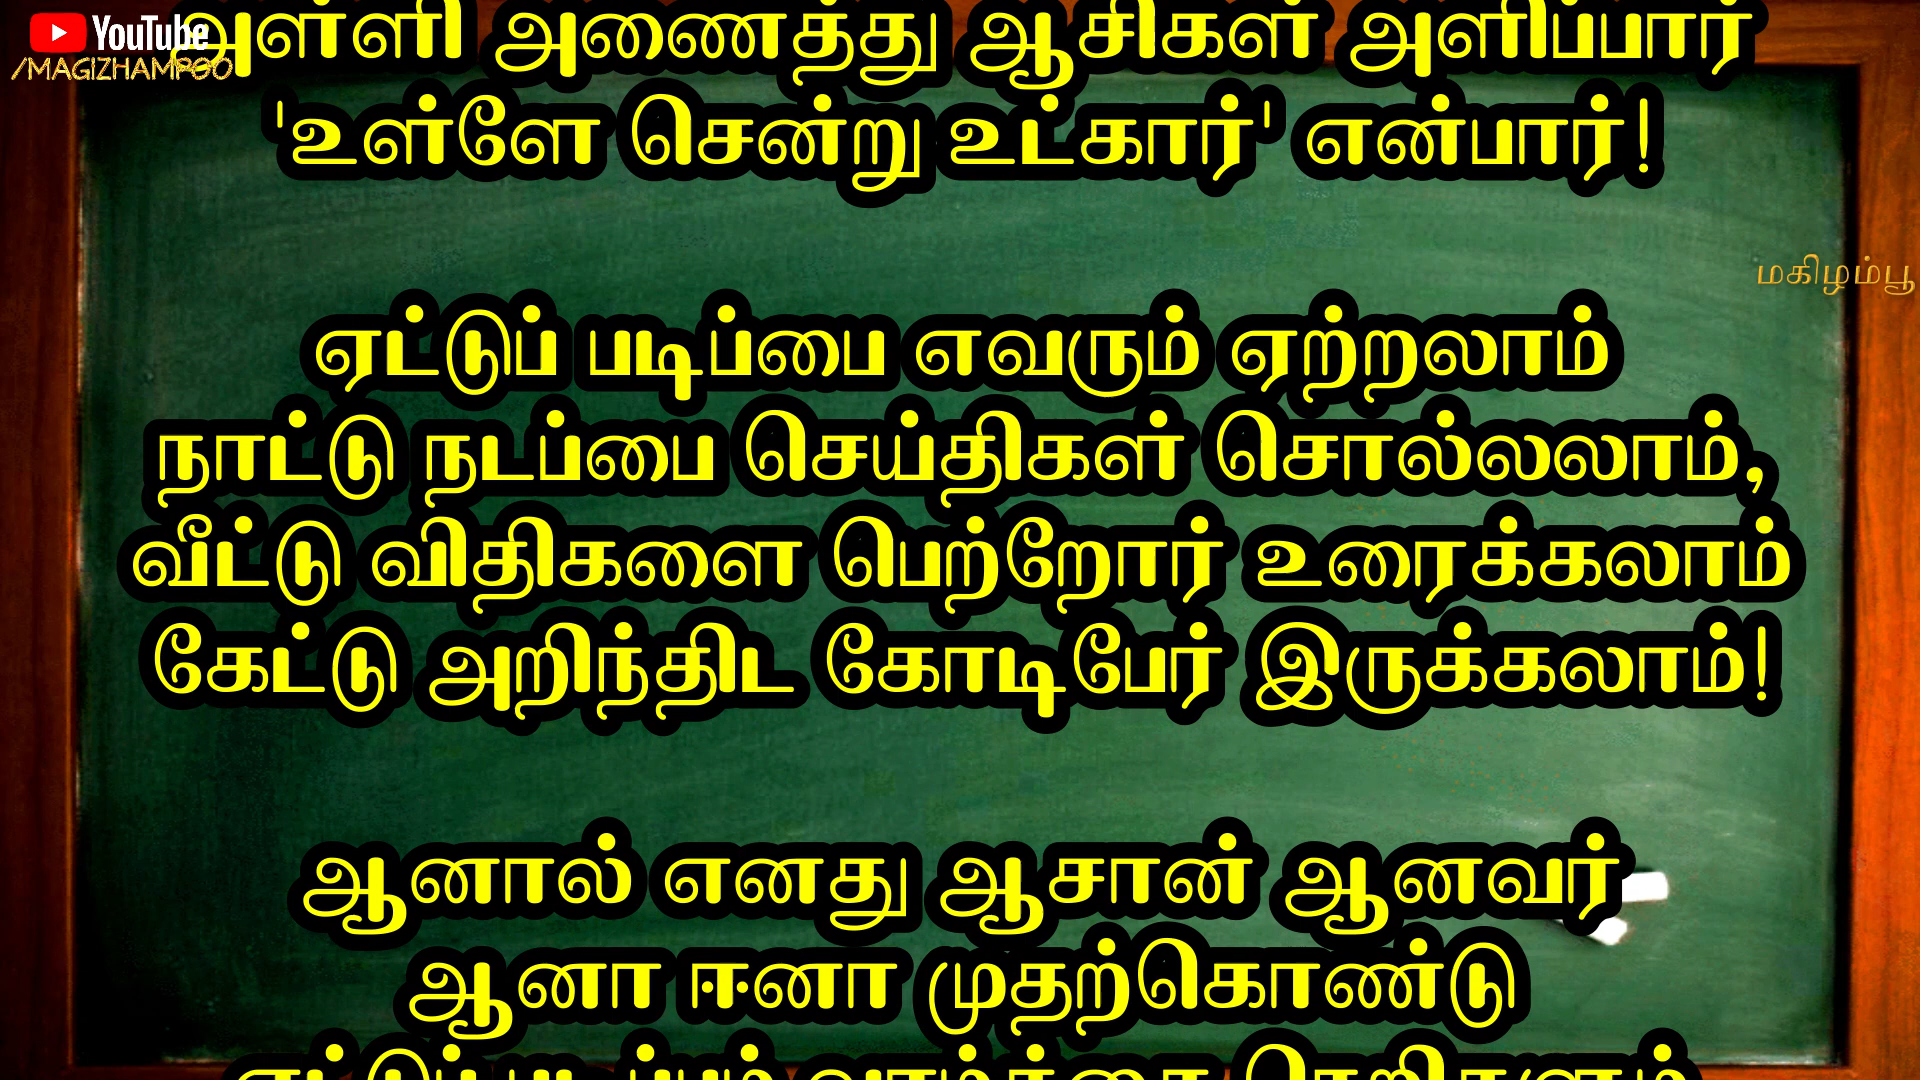 YouTube
/MAGIZHAMPOO
அள்ளி அணைத்து ஆசிகள் அளிப்பார்
'உள்ளே சென்று உட்கார்' என்பார்!
மகிழம்பூ
ஏட்டுப் படிப்பை எவரும் ஏற்றலாம்
நாட்டு நடப்பை செய்திகள் சொல்லலாம்,
வீட்டு விதிகளை பெற்றோர் உரைக்கலாம்
கேட்டு அறிந்திட கோடிபேர் இருக்கலாம்!
ஆனால் எனது ஆசான் ஆனவர்
ஆனா ஈனா முதற்கொண்டு